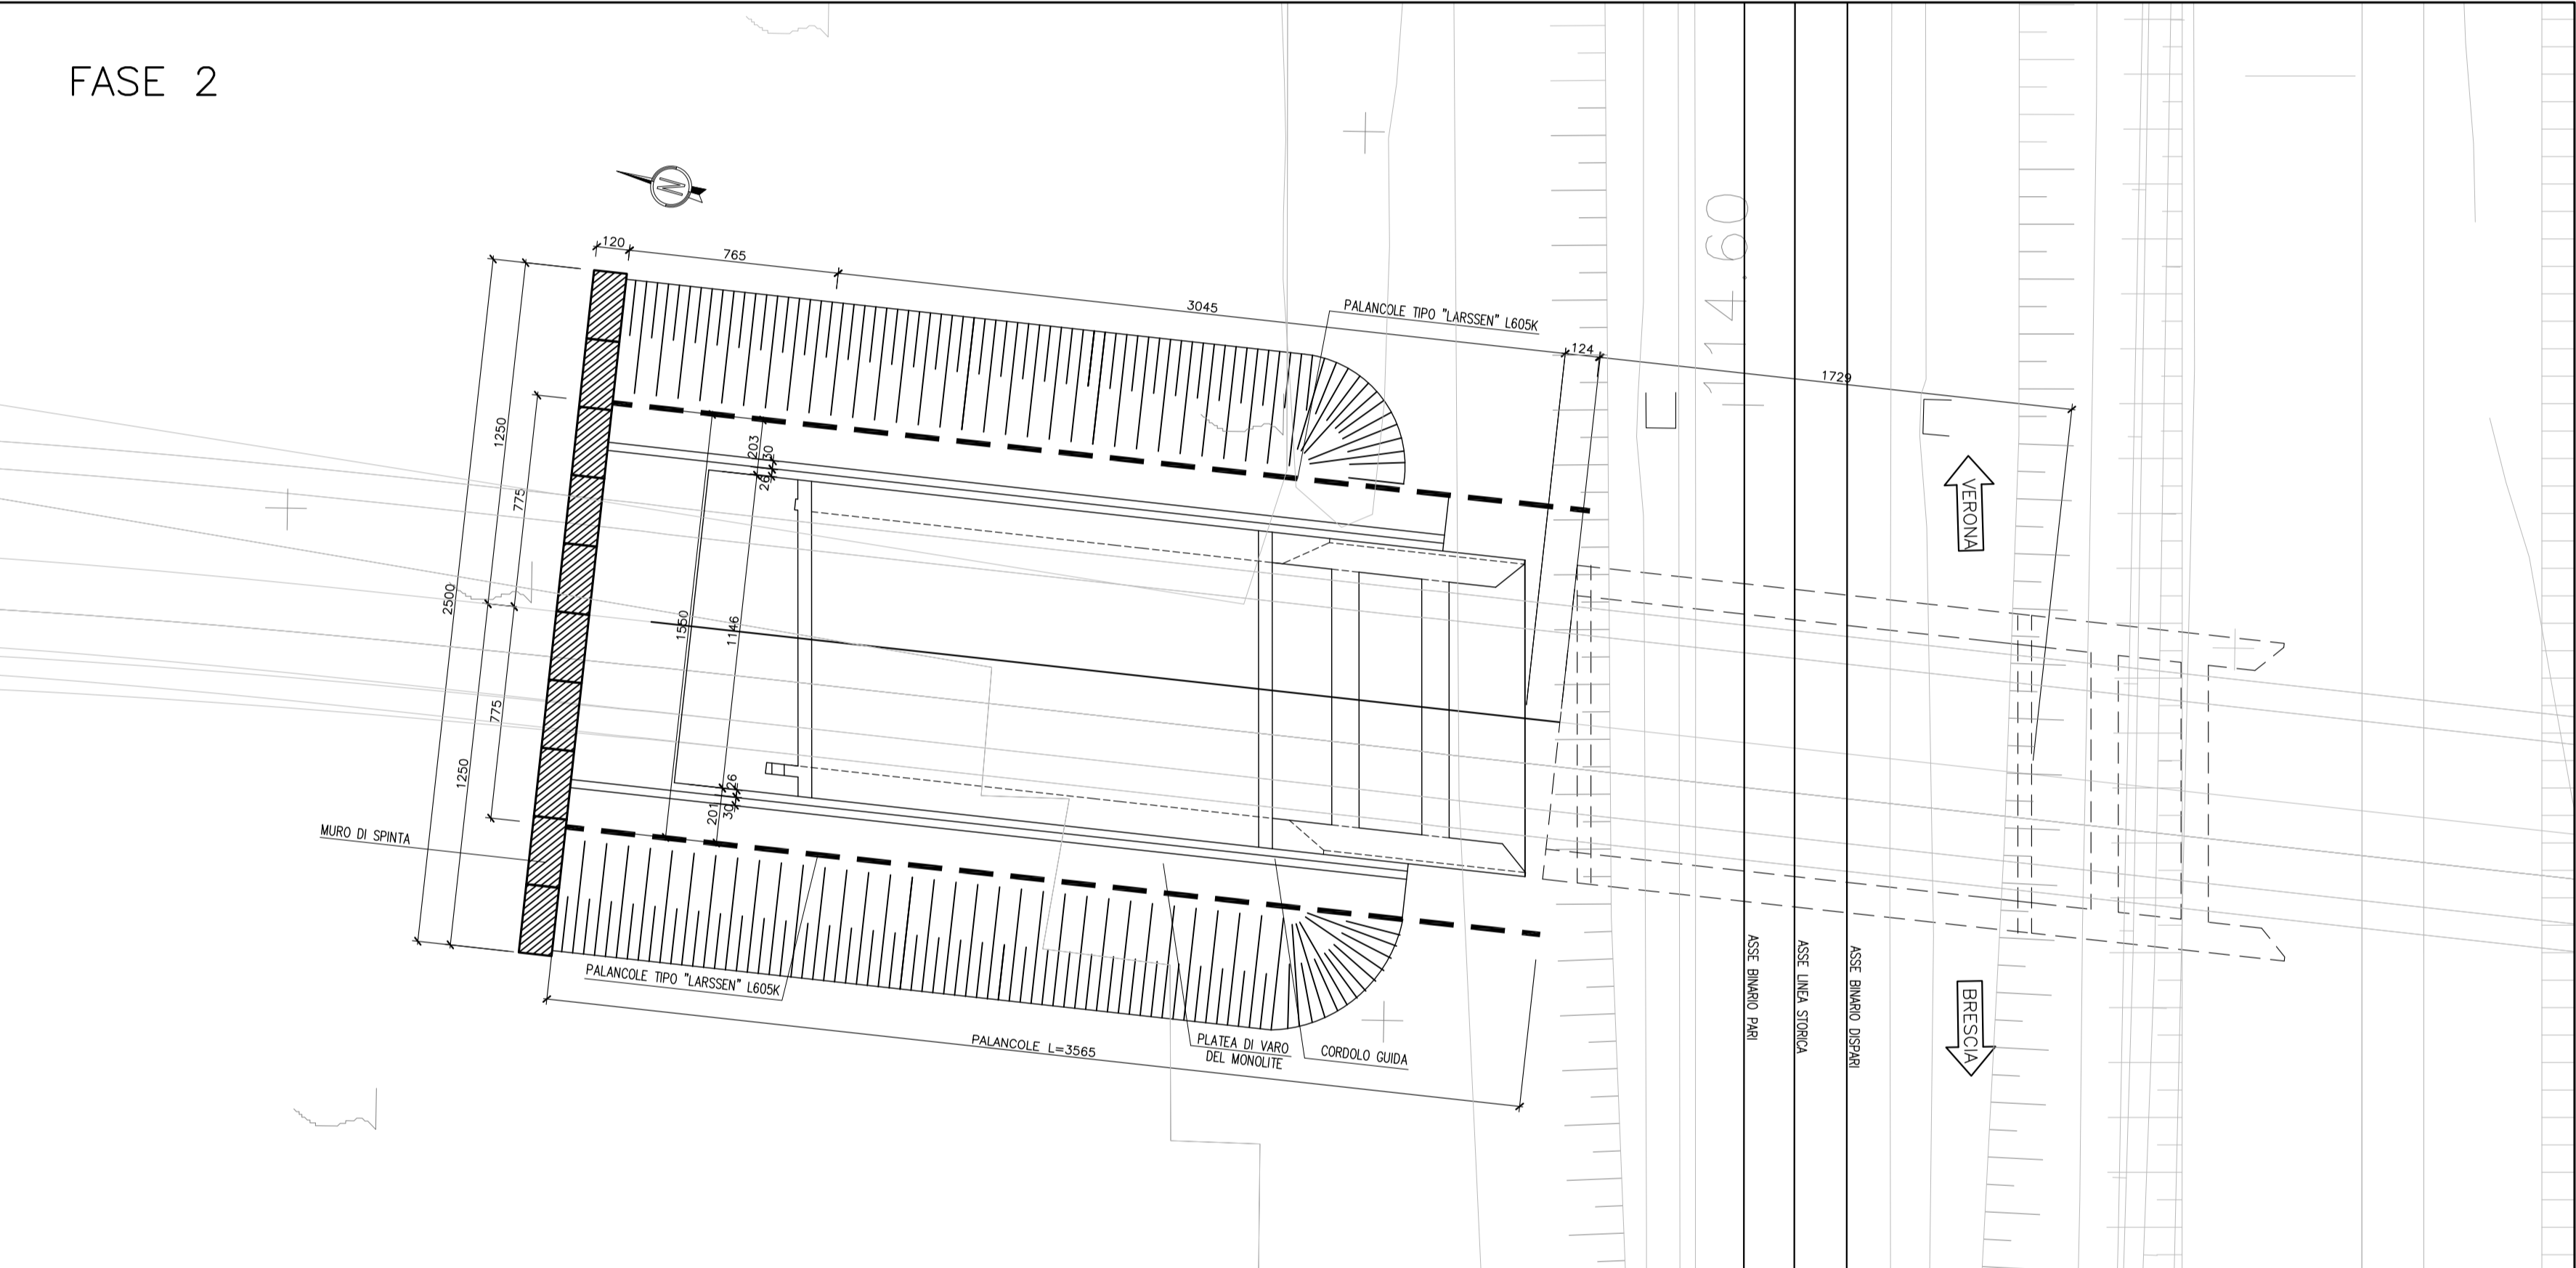 FASE 2
N
120
765
3045
PALANCOLE TIPO "LARSSEN" L605K
124
1729
114.60
1250
203
30
26
775
2500
1550
1146
VERONA
775
1250
26
30
201
MURO DI SPINTA
PALANCOLE TIPO "LARSSEN" L605K
PALANCOLE L=3565
PLATEA DI VARO
DEL MONOLITE
CORDOLO GUIDA
ASSE BINARIO PARI
ASSE LINEA STORICA
ASSE BINARIO DISPARI
BRESCIA